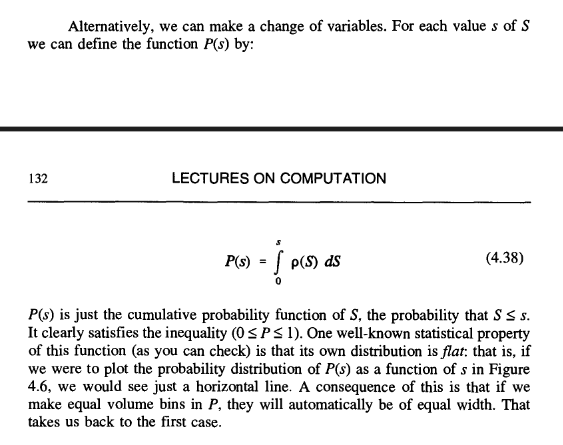 Alternatively, we can make a change of variables. For each value s of S
we can define the function P(s) by:
132
LECTURES ON COMPUTATION
P(s) = ∫₀ˢ ρ(S) dS (4.38)
P(s) is just the cumulative probability function of S, the probability that S ≤ s.
It clearly satisfies the inequality (0 ≤ P ≤ 1). One well-known statistical property
of this function (as you can check) is that its own distribution is flat: that is, if
we were to plot the probability distribution of P(s) as a function of s in Figure
4.6, we would see just a horizontal line. A consequence of this is that if we
make equal volume bins in P, they will automatically be of equal width. That
takes us back to the first case.